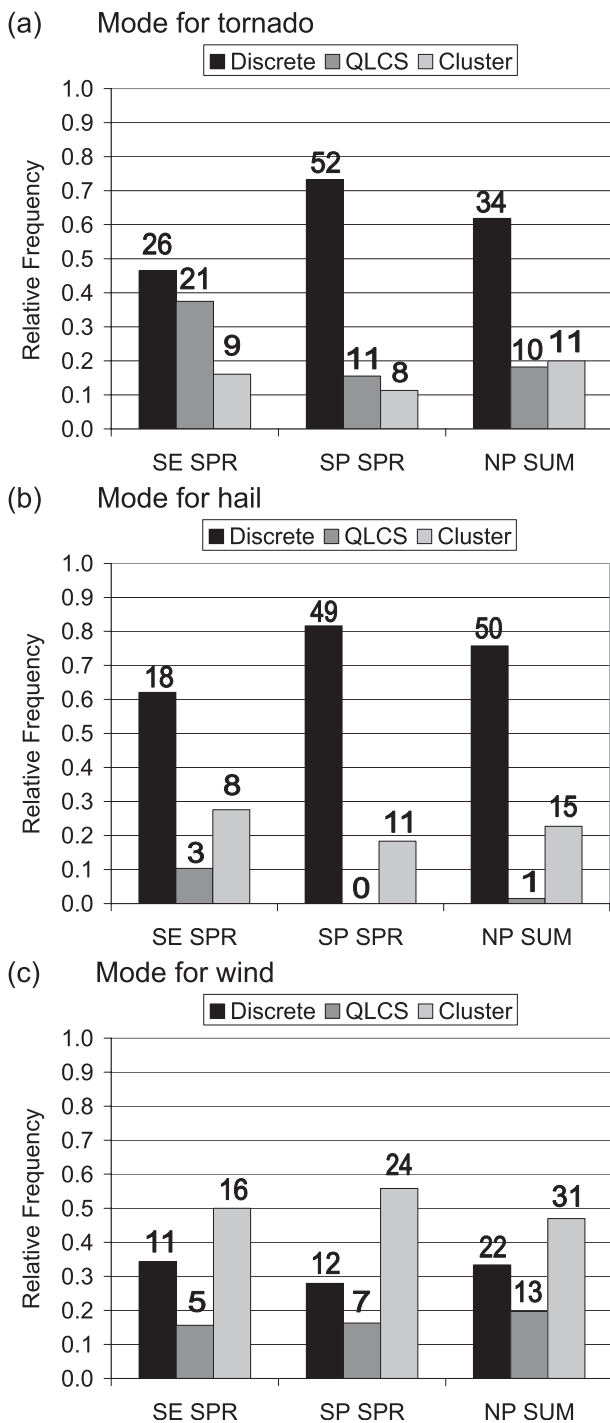 (a) Mode for tornado
Discrete QLCS Cluster
Relative Frequency
1.0
0.9
0.8
0.7
0.6
0.5
0.4
0.3
0.2
0.1
0.0
26 21 9 52 11 8 34 10 11
SE SPR SP SPR NP SUM
(b) Mode for hail
Discrete QLCS Cluster
Relative Frequency
1.0
0.9
0.8
0.7
0.6
0.5
0.4
0.3
0.2
0.1
0.0
18 3 8 49 0 11 50 1 15
SE SPR SP SPR NP SUM
(c) Mode for wind
Discrete QLCS Cluster
Relative Frequency
1.0
0.9
0.8
0.7
0.6
0.5
0.4
0.3
0.2
0.1
0.0
11 5 16 12 7 24 22 13 31
SE SPR SP SPR NP SUM